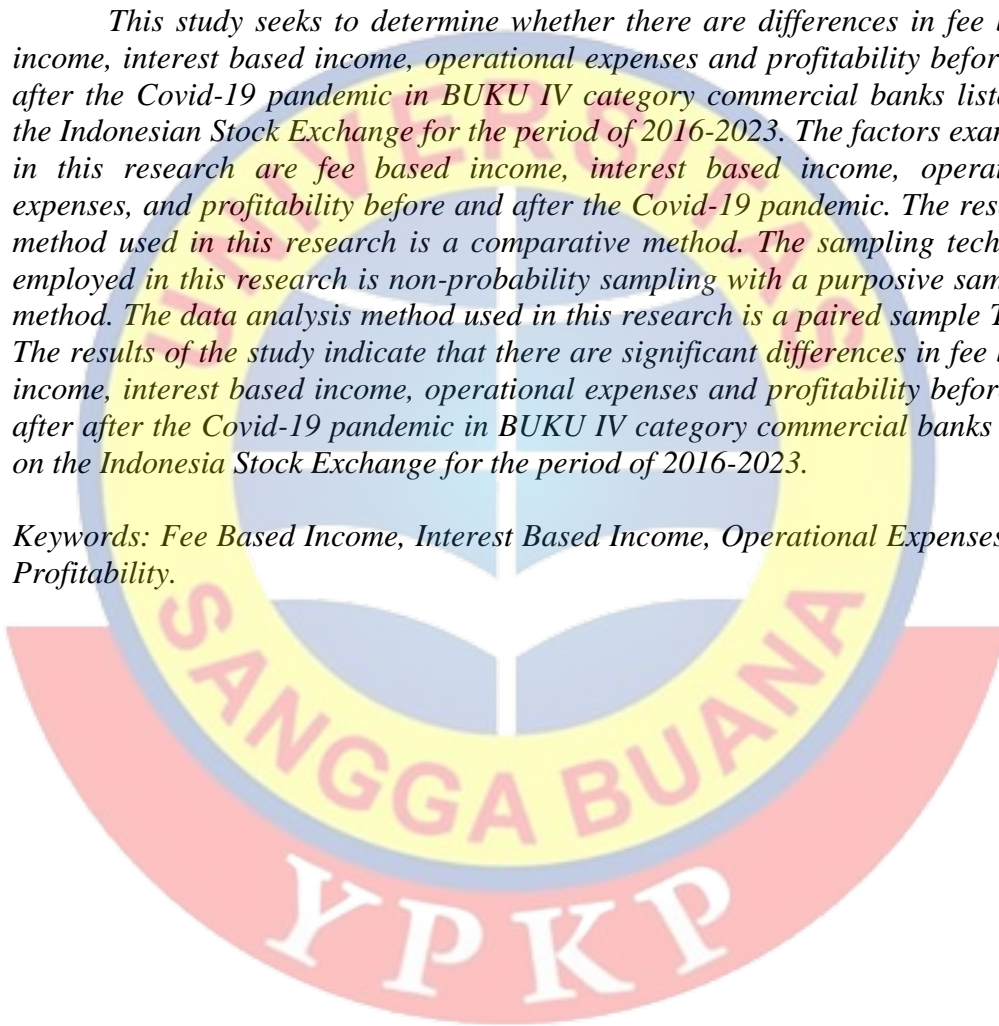 This study seeks to determine whether there are differences in fee
income, interest based income, operational expenses and profitability
after the Covid-19 pandemic in BUKU IV category commercial banks
the Indonesian Stock Exchange for the period of 2016-2023. The factors
in this research are fee based income, interest based income,
expenses, and profitability before and after the Covid-19 pandemic. The
method used in this research is a comparative method. The sampling
employed in this research is non-probability sampling with a purposive
method. The data analysis method used in this research is a paired sample
The results of the study indicate that there are significant differences in fee
income, interest based income, operational expenses and profitability
after after the Covid-19 pandemic in BUKU IV category commercial banks
on the Indonesia Stock Exchange for the period of 2016-2023.
Keywords: Fee Based Income, Interest Based Income, Operational Expenses
Profitability.
UNIVERSITAS
SANGGA BUANA
YPKP